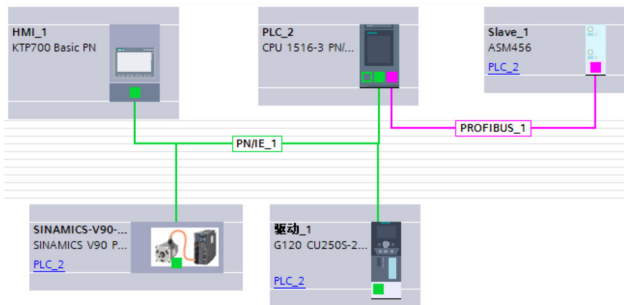 HMI_1
KTP700 Basic PN
PLC_2
CPU 1516-3 PN/...
Slave_1
ASM456
PLC_2
PROFIBUS_1
PN/IE_1
SINAMICS-V90-...
SINAMICS V90 P...
PLC_2
驱动_1
G120 CU250S-2...
PLC_2